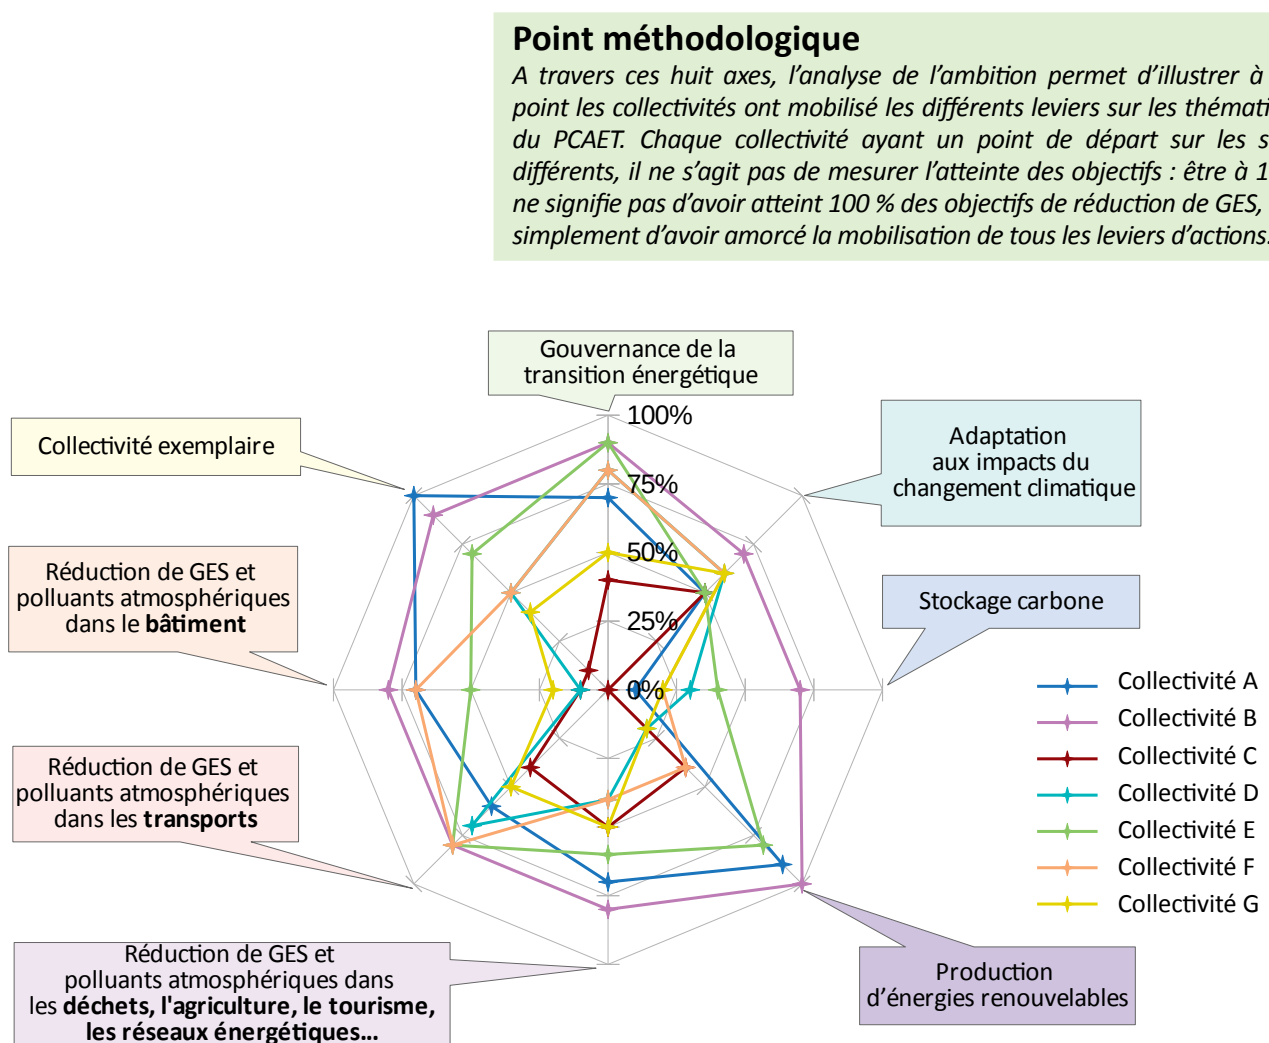 Point méthodologique
A travers ces huit axes, l'analyse de l'ambition permet d'illustrer à
point les collectivités ont mobilisé les différents leviers sur les thémati
du PCAET. Chaque collectivité ayant un point de départ sur les s
différents, il ne s'agit pas de mesurer l'atteinte des objectifs : être à 1
ne signifie pas d'avoir atteint 100 % des objectifs de réduction de GES,
simplement d'avoir amorcé la mobilisation de tous les leviers d'actions.
Gouvernance de la
transition énergétique
100%
75%
50%
25%
0%
Collectivité exemplaire
Adaptation
aux impacts du
changement climatique
Réduction de GES et
polluants atmosphériques
dans le bâtiment
Stockage carbone
Réduction de GES et
polluants atmosphériques
dans les transports
Collectivité A
Collectivité B
Collectivité C
Collectivité D
Collectivité E
Collectivité F
Collectivité G
Réduction de GES et
polluants atmosphériques dans
les déchets, l'agriculture, le tourisme,
les réseaux énergétiques...
Production
d'énergies renouvelables